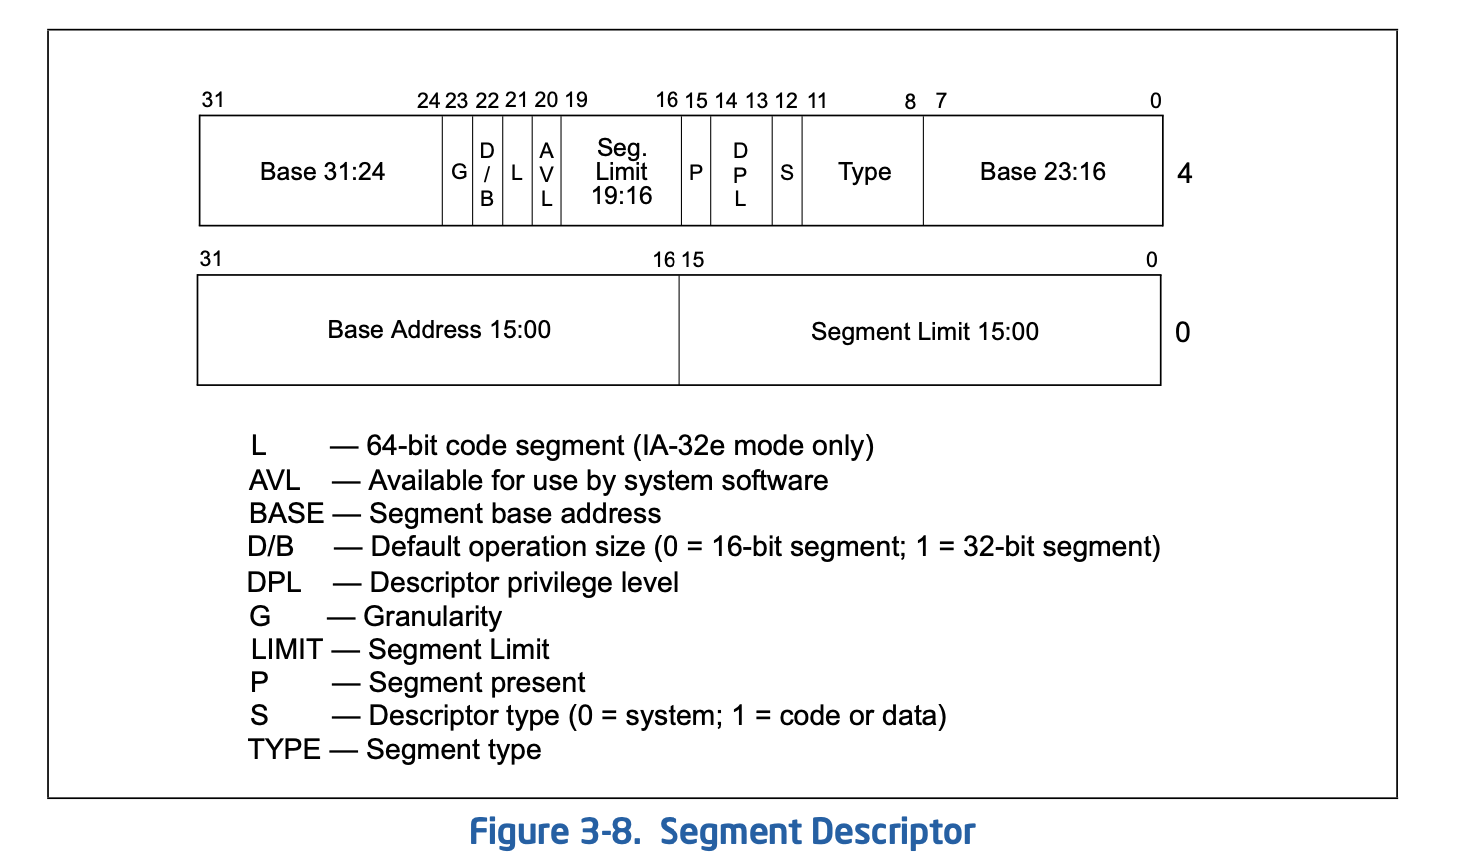 31 24 23 22 21 20 19 16 15 14 13 12 11 8 7 0
Base 31:24 G D/B L AVL Seg. Limit 19:16 P DPL S Type Base 23:16 4
31 16 15 0
Base Address 15:00 Segment Limit 15:00 0
L — 64-bit code segment (IA-32e mode only)
AVL — Available for use by system software
BASE — Segment base address
D/B — Default operation size (0 = 16-bit segment; 1 = 32-bit segment)
DPL — Descriptor privilege level
G — Granularity
LIMIT — Segment Limit
P — Segment present
S — Descriptor type (0 = system; 1 = code or data)
TYPE — Segment type
Figure 3-8. Segment Descriptor